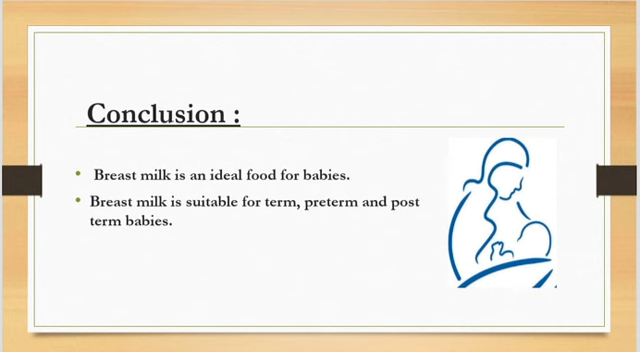 Conclusion :
Breast milk is an ideal food for babies.
Breast milk is suitable for term, preterm and post
term babies.